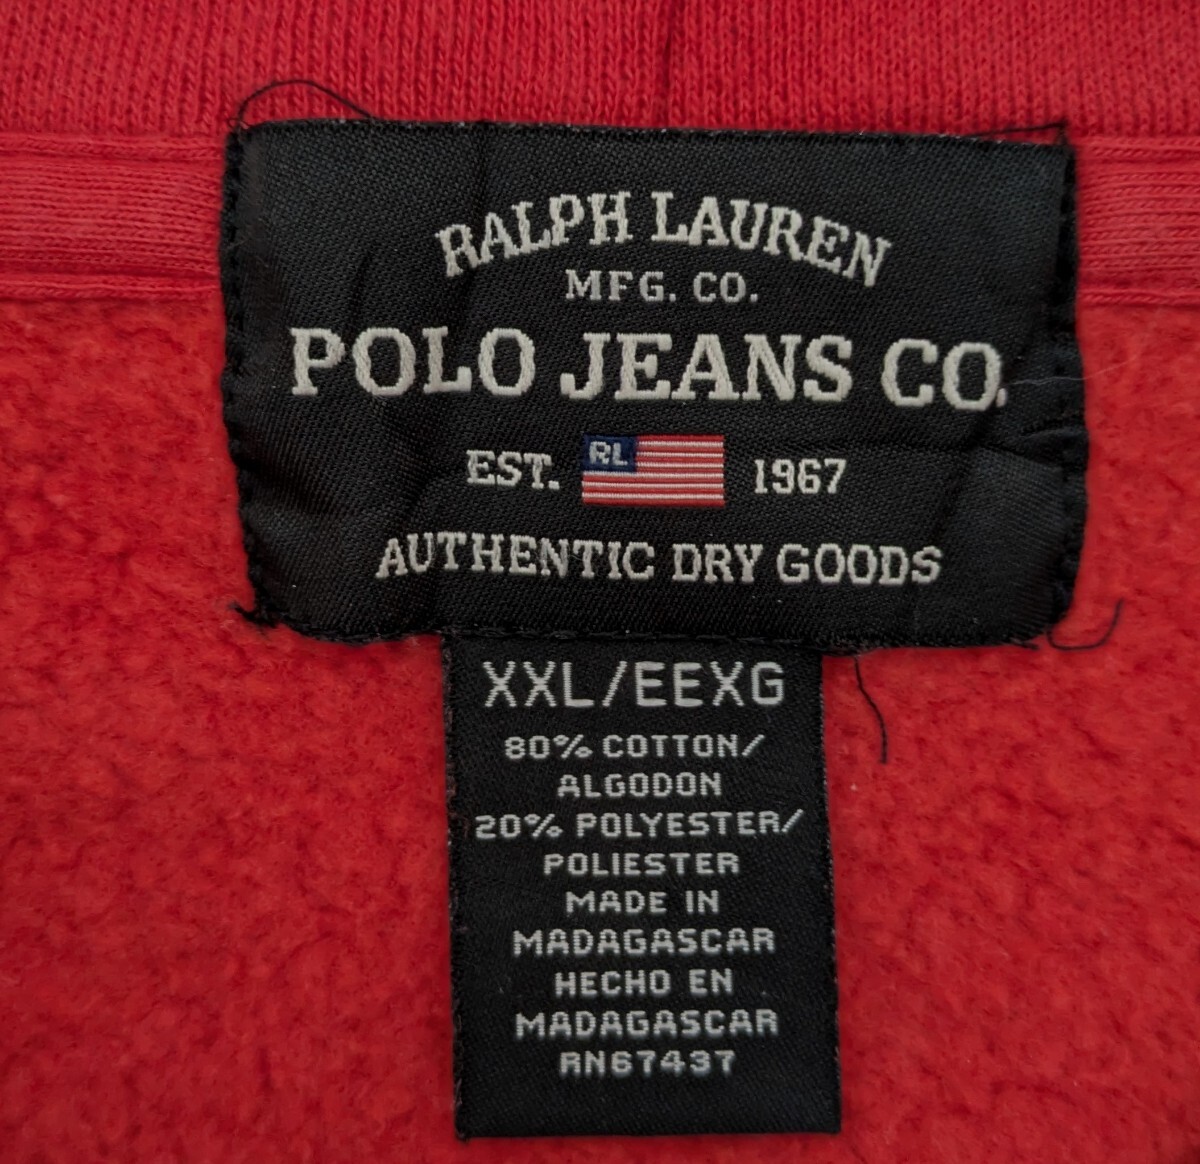 RALPH LAUREN
MFG. CO.
POLO JEANS CO.
EST. RL 1967
AUTHENTIC DRY GOODS
XXL/EEXG
80% COTTON/
ALGODON
20% POLYESTER/
POLIESTER
MADE IN
MADAGASCAR
HECHO EN
MADAGASCAR
RN67437